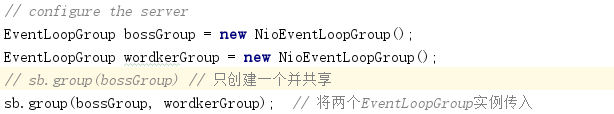 // configure the server
EventLoopGroup bossGroup = new NioEventLoopGroup();
EventLoopGroup wordkerGroup = new NioEventLoopGroup();
// sb.group(bossGroup) // 只创建一个并共享
sb.group(bossGroup, wordkerGroup);  // 将两个EventLoopGroup实例传入